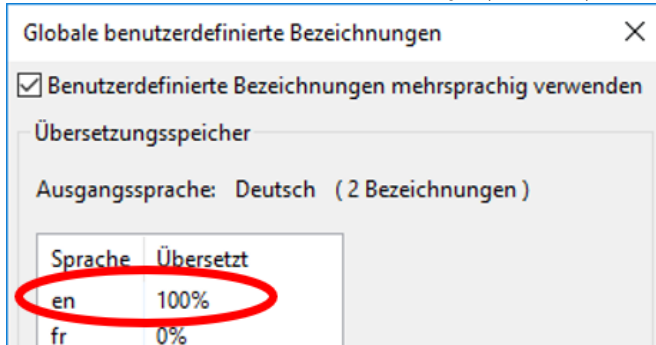 Globale benutzerdefinierte Bezeichnungen
Benutzerdefinierte Bezeichnungen mehrsprachig verwenden
Übersetzungsspeicher
Ausgangssprache: Deutsch ( 2 Bezeichnungen )
Sprache Übersetzt
en 100%
fr 0%